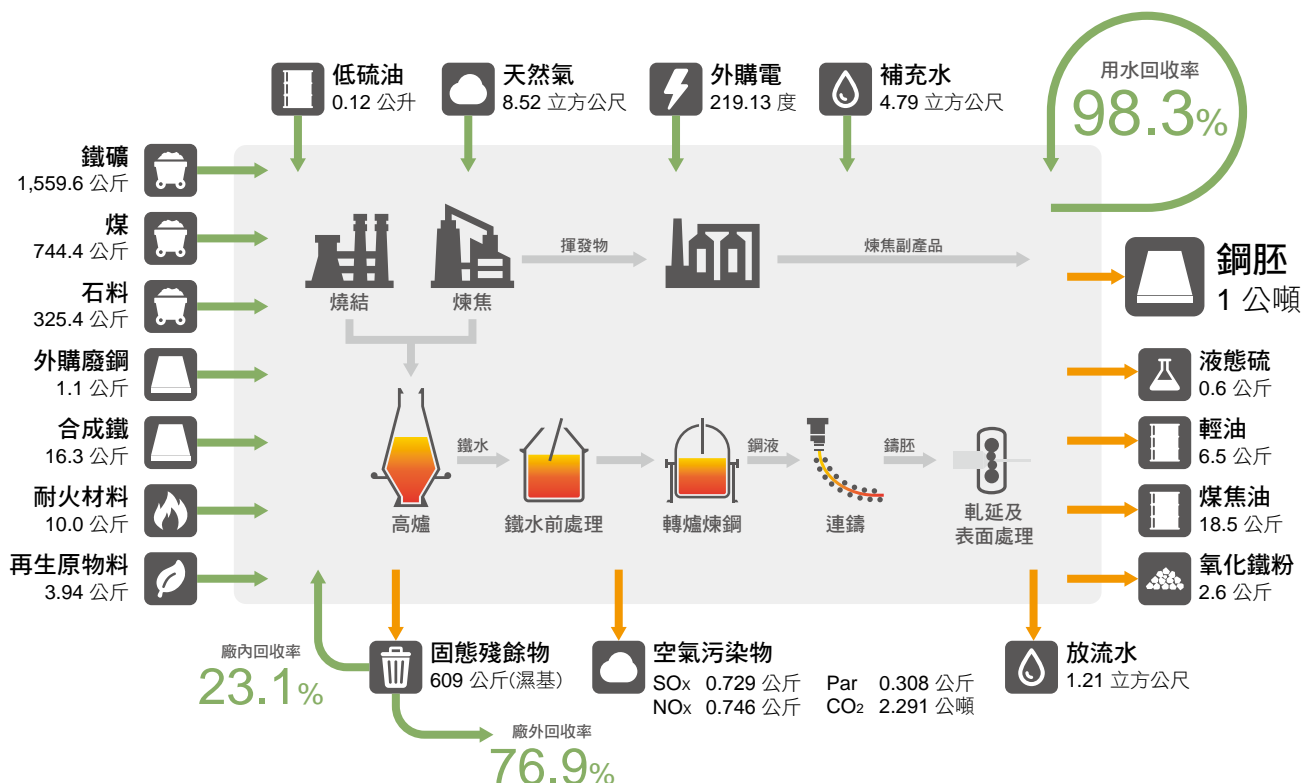 低硫油
0.12 公升
天然氣
8.52 立方公尺
外購電
219.13 度
補充水
4.79 立方公尺
用水回收率
98.3%
鐵礦
1,559.6 公斤
煤
744.4 公斤
石料
325.4 公斤
外購廢鋼
1.1 公斤
合成鐵
16.3 公斤
耐火材料
10.0 公斤
再生原物料
3.94 公斤
燒結
煉焦
揮發物
煉焦副產品
高爐
鐵水
鐵水前處理
轉爐煉鋼
鋼液
連鑄
鑄胚
軋延及
表面處理
鋼胚
1 公噸
液態硫
0.6 公斤
輕油
6.5 公斤
煤焦油
18.5 公斤
氧化鐵粉
2.6 公斤
廠內回收率
23.1%
固態殘餘物
609 公斤(濕基)
廠外回收率
76.9%
空氣污染物
SOx 0.729 公斤 Par 0.308 公斤
NOx 0.746 公斤 CO2 2.291 公噸
放流水
1.21 立方公尺